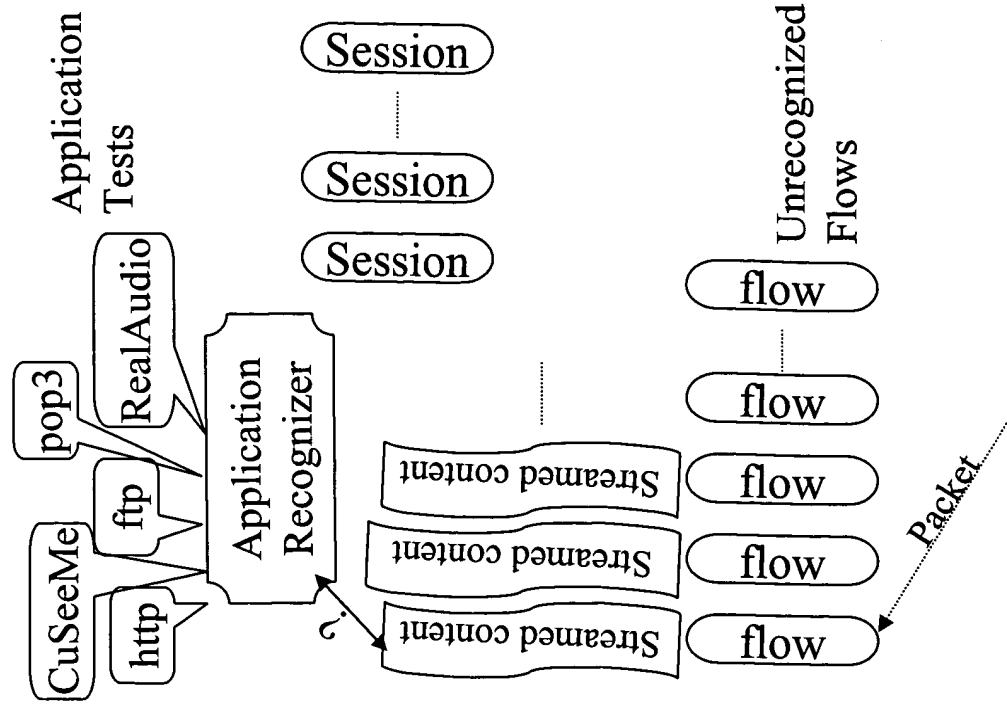 Application
Tests
CuSeeMe
http
ftp
pop3
RealAudio
Application
Recognizer
?
Session
Session
Session
Streamed content
Streamed content
Streamed content
flow
flow
flow
flow
flow
Unrecognized
Flows
Packet